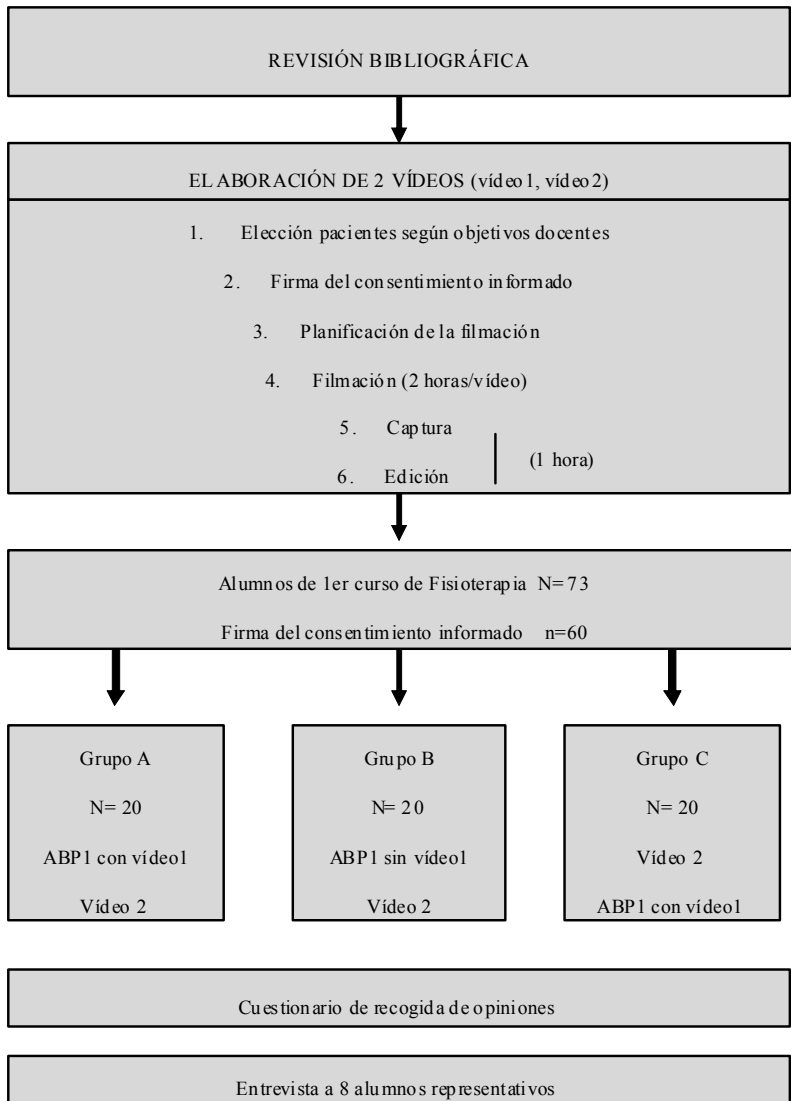 REVISIÓN BIBLIOGRÁFICA
ELABORACIÓN DE 2 VÍDEOS (vídeo1, vídeo2)
1. Elección pacientes según objetivos docentes
2. Firma del consentimiento informado
3. Planificación de la filmación
4. Filmación (2 horas/vídeo)
5. Captura
(1 hora)
6. Edición
Alumnos de 1er curso de Fisioterapia N=73
Firma del consentimiento informado n=60
Grupo A
N= 20
ABP1 con vídeo1
Vídeo 2
Grupo B
N= 20
ABP1 sin vídeo1
Vídeo 2
Grupo C
N= 20
Vídeo 2
ABP1 con vídeo1
Cuestionario de recogida de opiniones
Entrevista a 8 alumnos representativos